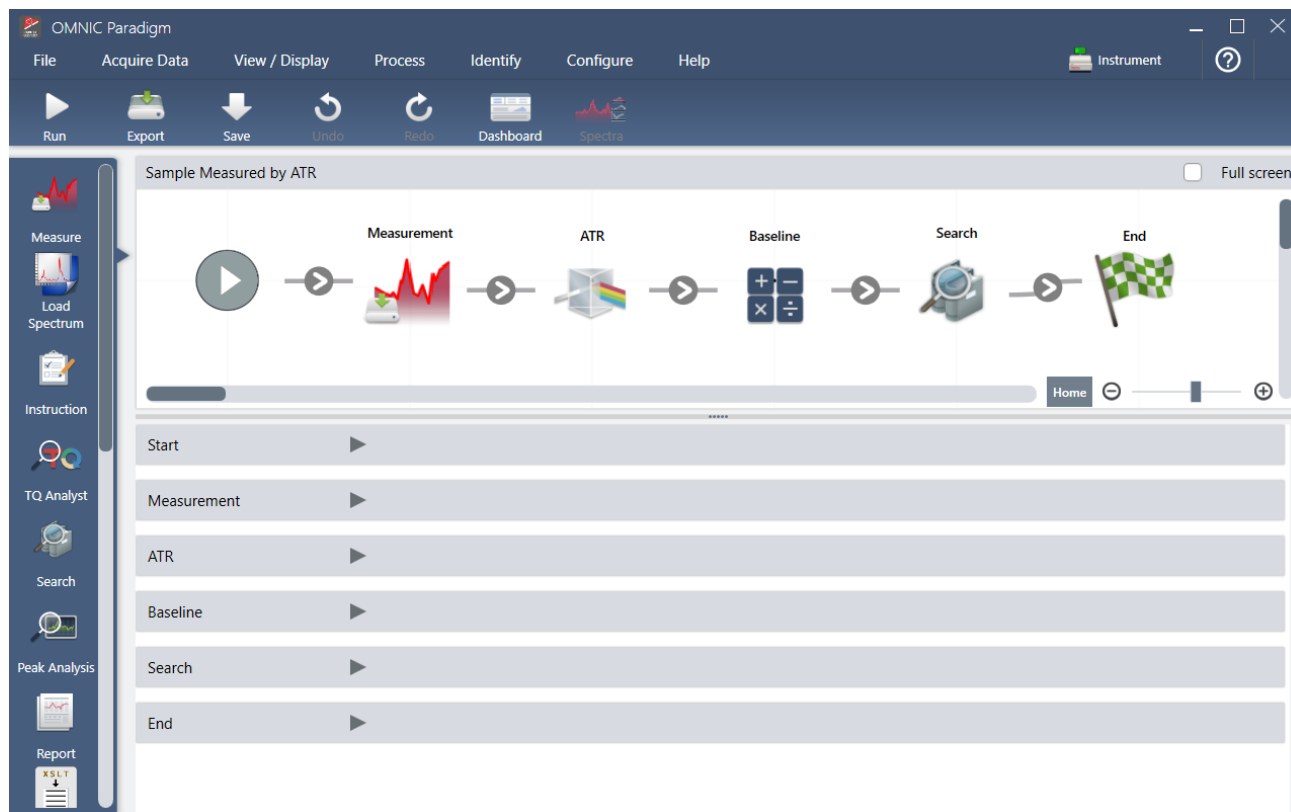 OMNIC Paradigm
File Acquire Data View / Display Process Identify Configure Help Instrument ?
Run Export Save Undo Redo Dashboard Spectra
Sample Measured by ATR Full screen
Measure
Load
Spectrum
Instruction
TQ Analyst
Search
Peak Analysis
Report
XSLT
Measurement ATR Baseline Search End
Home
Start
Measurement
ATR
Baseline
Search
End